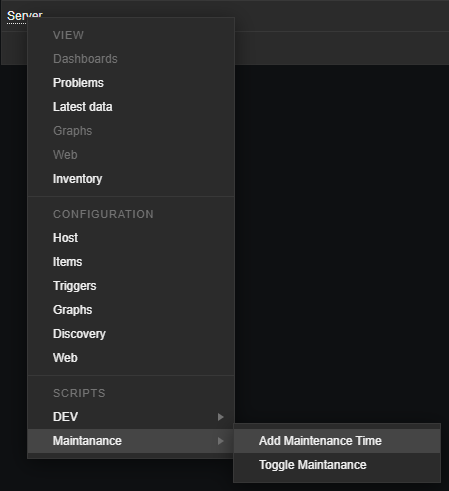 Server
VIEW
Dashboards
Problems
Latest data
Graphs
Web
Inventory
CONFIGURATION
Host
Items
Triggers
Graphs
Discovery
Web
SCRIPTS
DEV
Maintanance
Add Maintenance Time
Toggle Maintanance